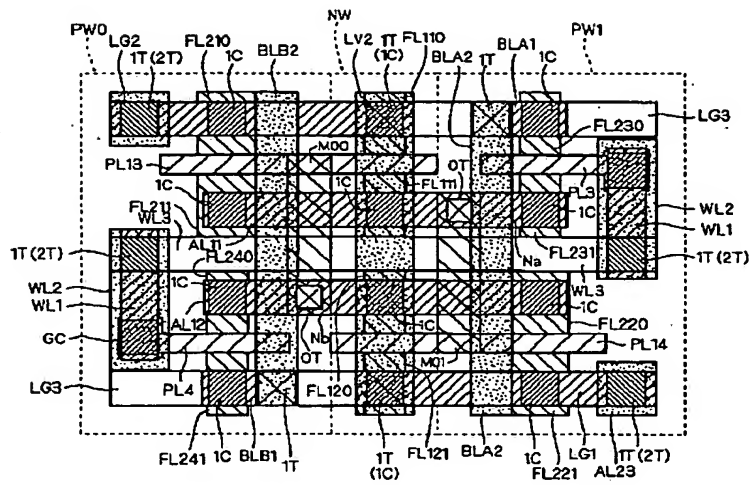 PW0
LG2
1T (2T)
FL210
1C
BLB2
NW
LV2
1T
(1C)
FL110
BLA2
1T
BLA1
1C
PW1
LG3
FL230
PL13
M00
OT
PL3
1C
1C
FL111
1C
WL2
FL211
WL3
WL1
1T (2T)
AL11
FL240
Na
FL231
1T (2T)
WL2
1C
WL3
WL1
AL12
1C
1C
GC
OT
Nb
FL220
M01
PL14
LG3
PL4
FL120
FL241
1C
BLB1
1T
1T
(1C)
FL121
BLA2
1C
FL221
LG1
1T (2T)
AL23